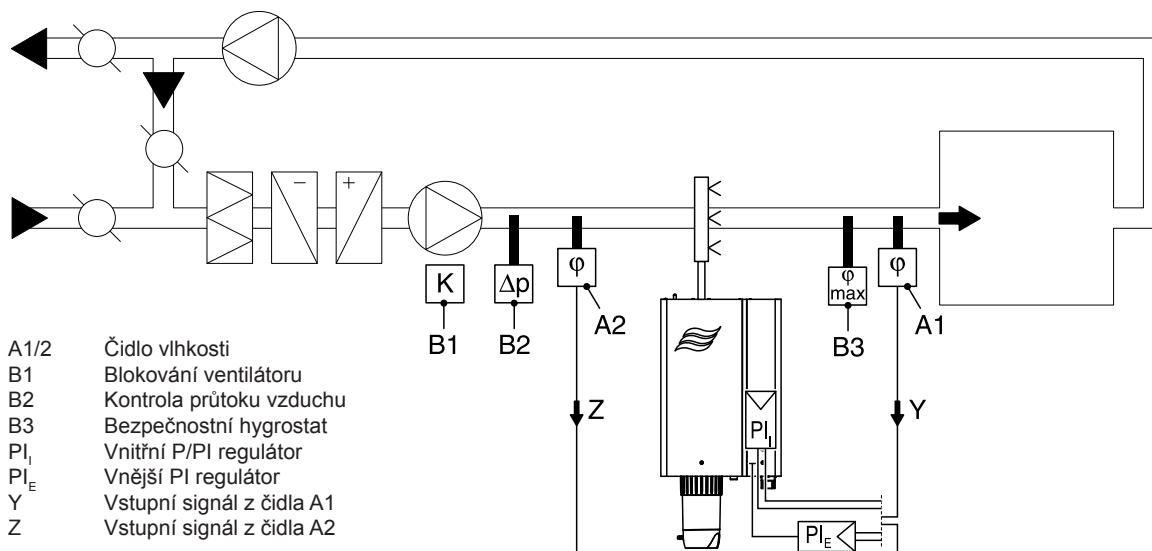 − +
K Δp φ φ max φ
B1 B2 A2 B3 A1
Z Y
PII
PIE
A1/2 Čidlo vlhkosti
B1 Blokování ventilátoru
B2 Kontrola průtoku vzduchu
B3 Bezpečnostní hygrostat
PII Vnitřní P/PI regulátor
PIE Vnější PI regulátor
Y Vstupní signál z čidla A1
Z Vstupní signál z čidla A2